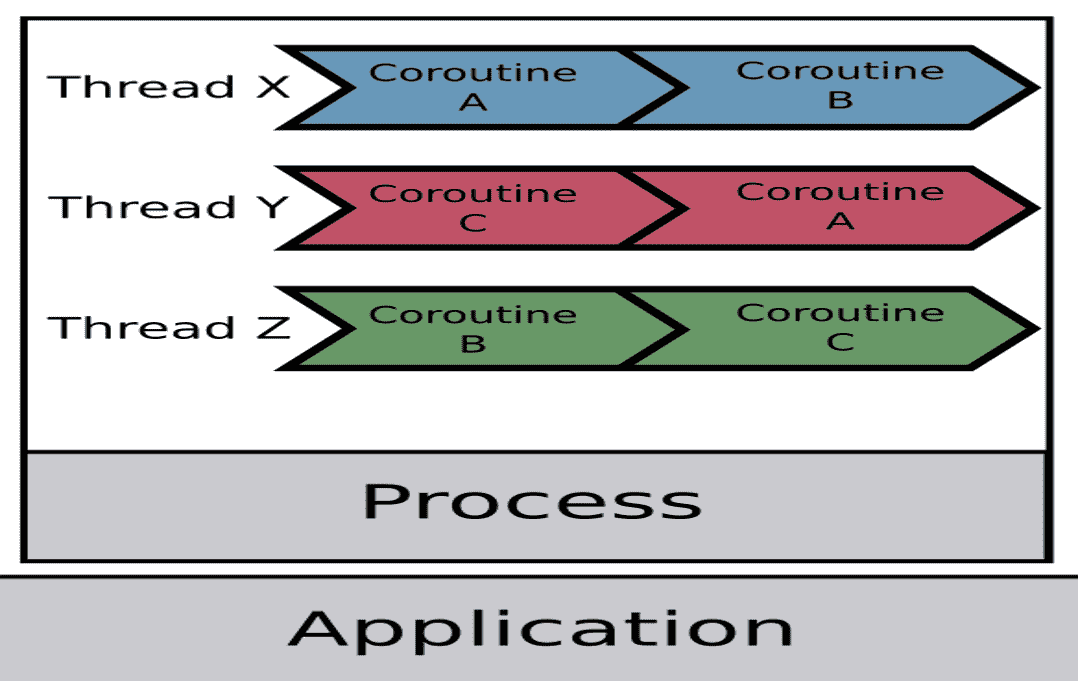 Thread X
Coroutine
A
Coroutine
B
Thread Y
Coroutine
C
Coroutine
A
Thread Z
Coroutine
B
Coroutine
C
Process
Application